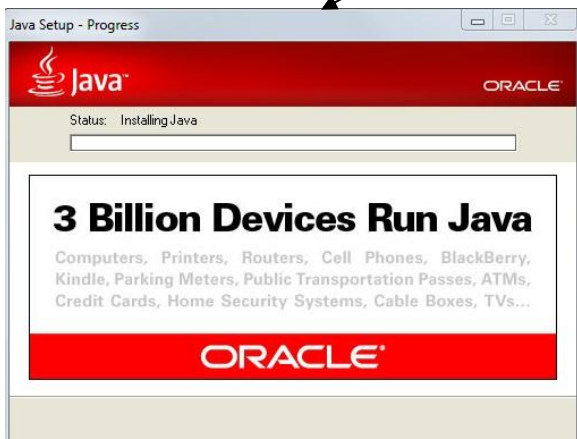 Java Setup - Progress
Java™
ORACLE®
Status: Installing Java
3 Billion Devices Run Java
Computers, Printers, Routers, Cell Phones, BlackBerry,
Kindle, Parking Meters, Public Transportation Passes, ATMs,
Credit Cards, Home Security Systems, Cable Boxes, TVs...
ORACLE®